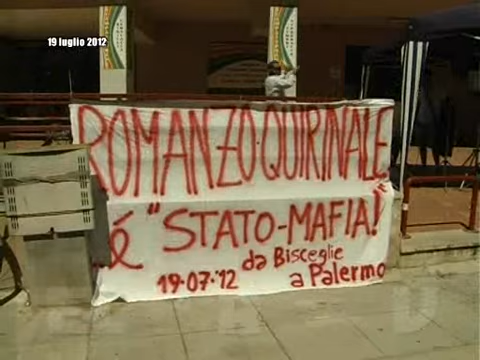 19 luglio 2012
ROMANZO QUIRINALE
é "STATO-MAFIA!"
da Bisceglie
19-07-'12 a Palermo